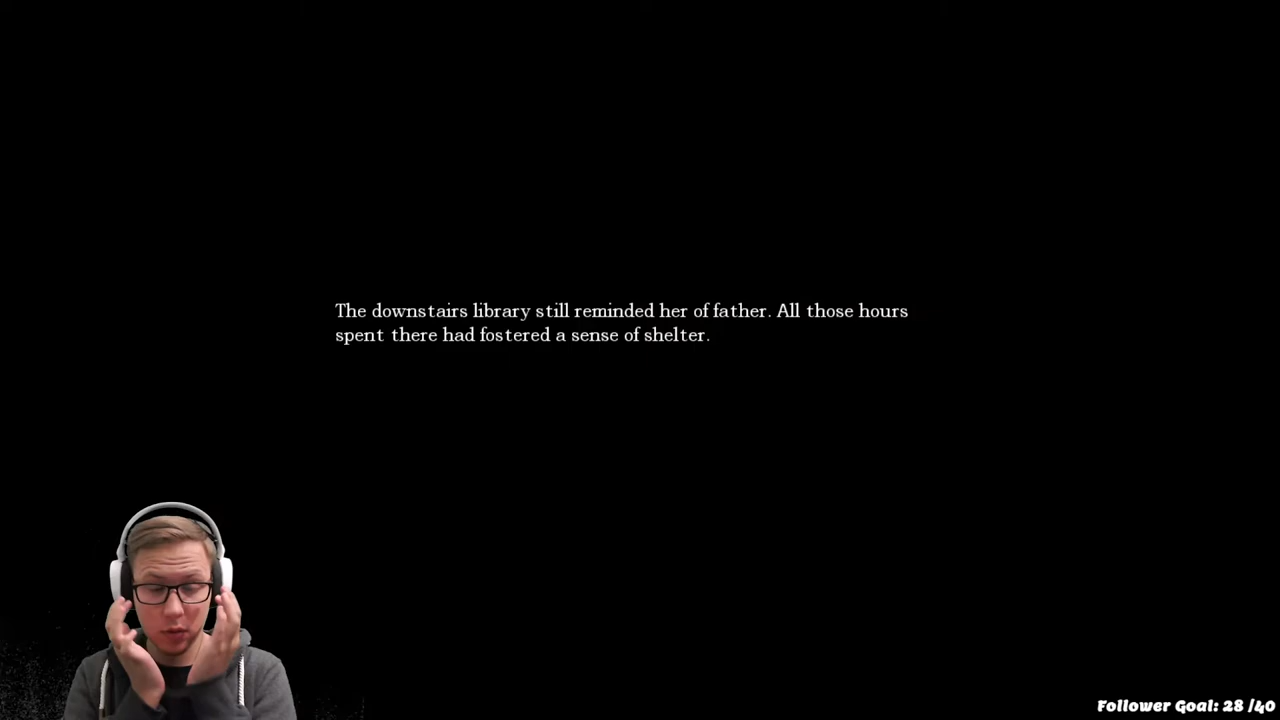 The downstairs library still reminded her of father. All those hours
spent there had fostered a sense of shelter.
Follower Goal: 28 /40